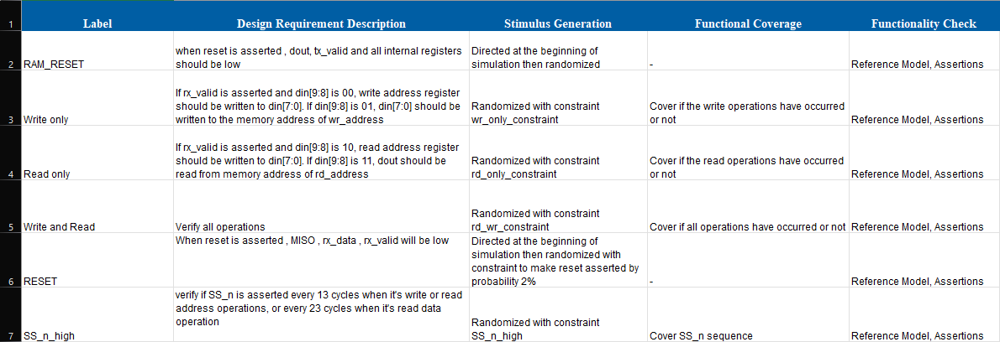 1 Label Design Requirement Description Stimulus Generation Functional Coverage Functionality Check
when reset is asserted , dout, tx_valid and all internal registers Directed at the beginning of
2 RAM_RESET should be low simulation then randomized - Reference Model, Assertions
If rx_valid is asserted and din[9:8] is 00, write address register
should be written to din[7:0]. If din[9:8] is 01, din[7:0] should be Randomized with constraint Cover if the write operations have occurred
3 Write only written to the memory address of wr_address wr_only_constraint or not Reference Model, Assertions
If rx_valid is asserted and din[9:8] is 10, read address register
should be written to din[7:0]. If din[9:8] is 11, dout should be Randomized with constraint Cover if the read operations have occurred
4 Read only read from memory address of rd_address rd_only_constraint or not Reference Model, Assertions
Randomized with constraint
5 Write and Read Verify all operations rd_wr_constraint Cover if all operations have occurred or not Reference Model, Assertions
When reset is asserted , MISO , rx_data , rx_valid will be low Directed at the beginning of
simulation then randomized with
constraint to make reset asserted by
6 RESET probability 2% - Reference Model, Assertions
verify if SS_n is asserted every 13 cycles when it's write or read
address operations, or every 23 cycles when it's read data
operation Randomized with constraint
7 SS_n_high SS_n_high Cover SS_n sequence Reference Model, Assertions